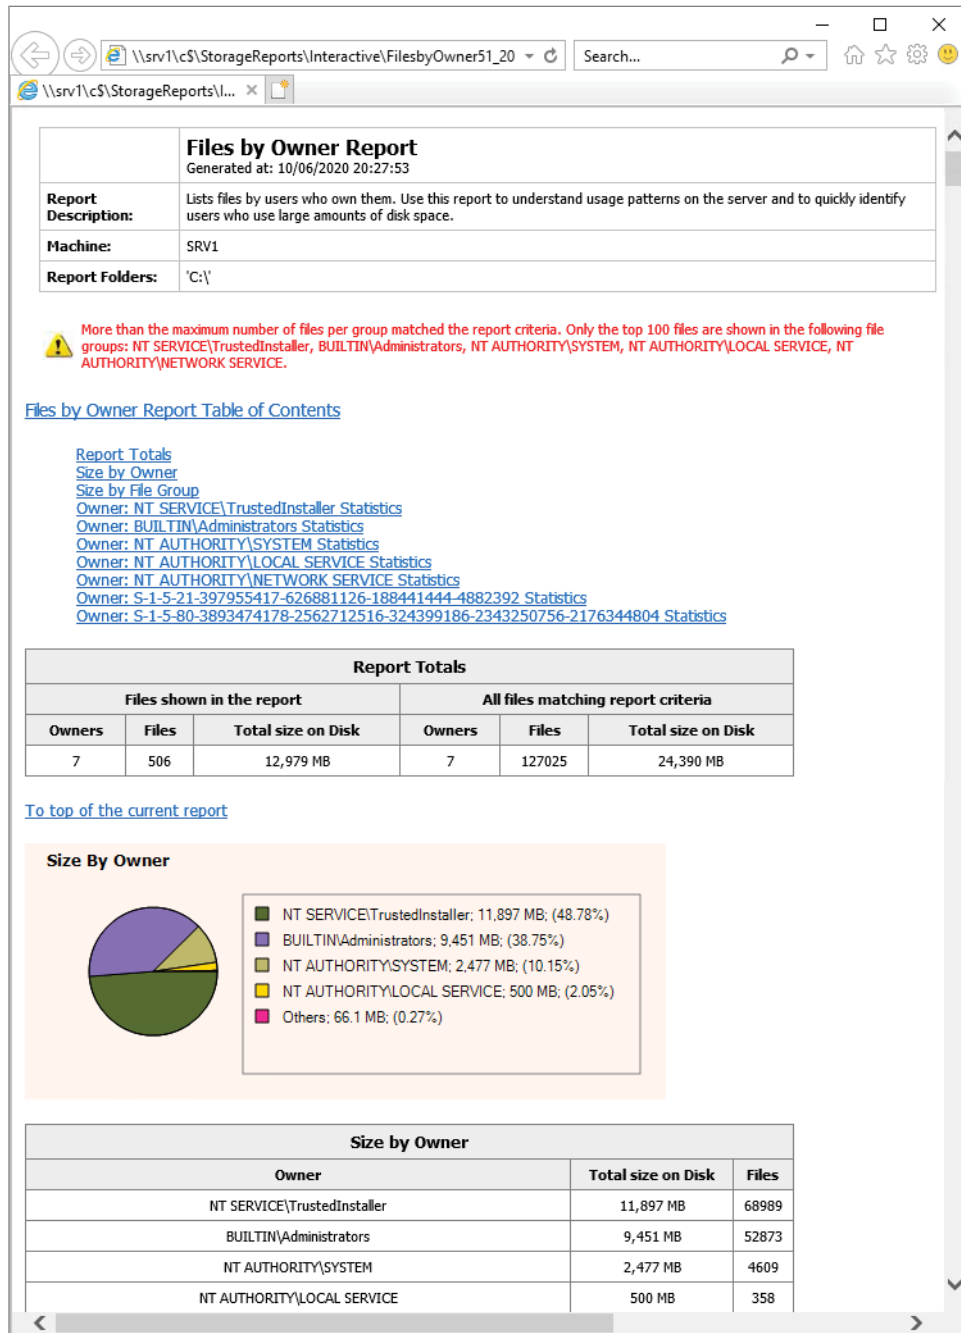 \\srv1\c$\StorageReports\Interactive\FilesbyOwner51_20
Search...
\\srv1\c$\StorageReports\I...
Files by Owner Report
Generated at: 10/06/2020 20:27:53
Report Description:
Lists files by users who own them. Use this report to understand usage patterns on the server and to quickly identify
users who use large amounts of disk space.
Machine:
SRV1
Report Folders:
'C:\'
More than the maximum number of files per group matched the report criteria. Only the top 100 files are shown in the following file
groups: NT SERVICE\TrustedInstaller, BUILTIN\Administrators, NT AUTHORITY\SYSTEM, NT AUTHORITY\LOCAL SERVICE, NT
AUTHORITY\NETWORK SERVICE.
Files by Owner Report Table of Contents
Report Totals
Size by Owner
Size by File Group
Owner: NT SERVICE\TrustedInstaller Statistics
Owner: BUILTIN\Administrators Statistics
Owner: NT AUTHORITY\SYSTEM Statistics
Owner: NT AUTHORITY\LOCAL SERVICE Statistics
Owner: NT AUTHORITY\NETWORK SERVICE Statistics
Owner: S-1-5-21-397955417-626881126-188441444-4882392 Statistics
Owner: S-1-5-80-3893474178-2562712516-324399186-2343250756-2176344804 Statistics
Report Totals
Files shown in the report All files matching report criteria
Owners Files Total size on Disk Owners Files Total size on Disk
7 506 12,979 MB 7 127025 24,390 MB
To top of the current report
Size By Owner
NT SERVICE\TrustedInstaller; 11,897 MB; (48.78%)
BUILTIN\Administrators; 9,451 MB; (38.75%)
NT AUTHORITY\SYSTEM; 2,477 MB; (10.15%)
NT AUTHORITY\LOCAL SERVICE; 500 MB; (2.05%)
Others; 66.1 MB; (0.27%)
Size by Owner
Owner Total size on Disk Files
NT SERVICE\TrustedInstaller 11,897 MB 68989
BUILTIN\Administrators 9,451 MB 52873
NT AUTHORITY\SYSTEM 2,477 MB 4609
NT AUTHORITY\LOCAL SERVICE 500 MB 358